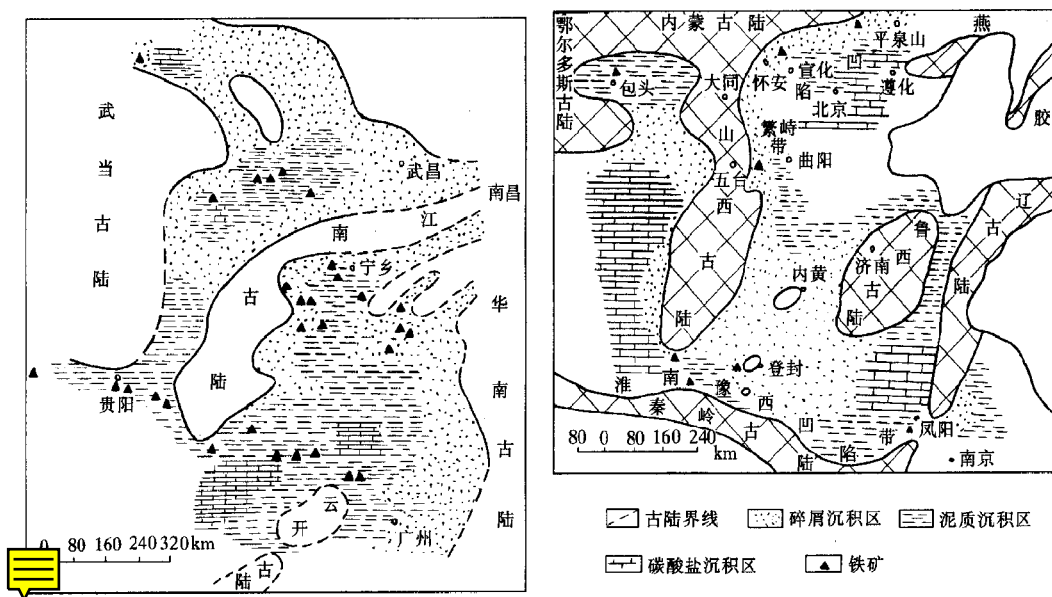 武当古陆
武昌
南昌
江南古陆
宁乡
华南古陆
贵阳
云开古陆
广州
0 80 160 240 320 km
鄂尔多斯古陆
内蒙古陆
燕
平泉山
怀安
宣化
凹陷带
遵化
北京
包头
大同
胶辽古陆
繁峙
曲阳
五台
山西古陆
鲁西古陆
济南
内黄
登封
淮南
豫西凹陷带
秦岭古陆
凤阳
南京
80 0 80 160 240 km
古陆界线
碎屑沉积区
泥质沉积区
碳酸盐沉积区
铁矿